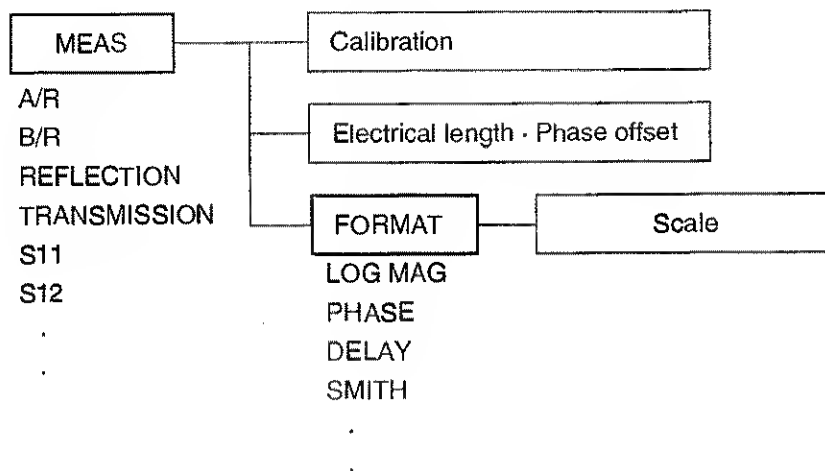 MEAS
Calibration
A/R
B/R
Electrical length · Phase offset
REFLECTION
TRANSMISSION
FORMAT
Scale
S11
LOG MAG
S12
PHASE
.
DELAY
.
SMITH
.
.